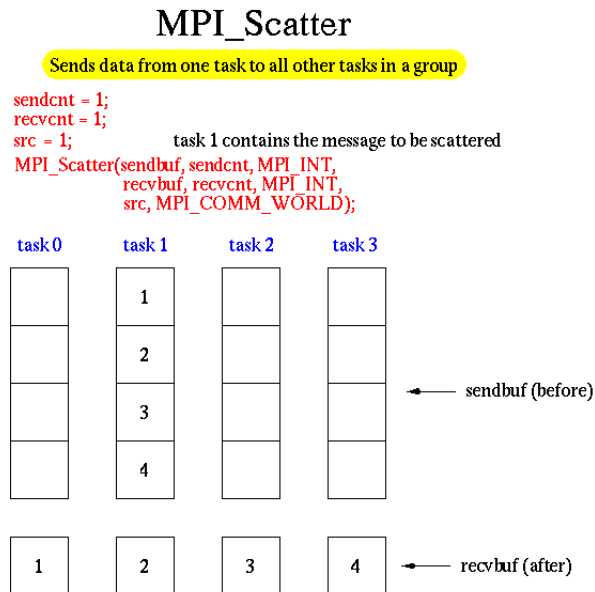 MPI_Scatter
Sends data from one task to all other tasks in a group
sendcnt = 1;
recvcnt = 1;
src = 1; task 1 contains the message to be scattered
MPI_Scatter(sendbuf, sendcnt, MPI_INT,
recvbuf, recvcnt, MPI_INT,
src, MPI_COMM_WORLD);
task 0 task 1 task 2 task 3
1
2
sendbuf (before)
3
4
1 2 3 4 recvbuf (after)